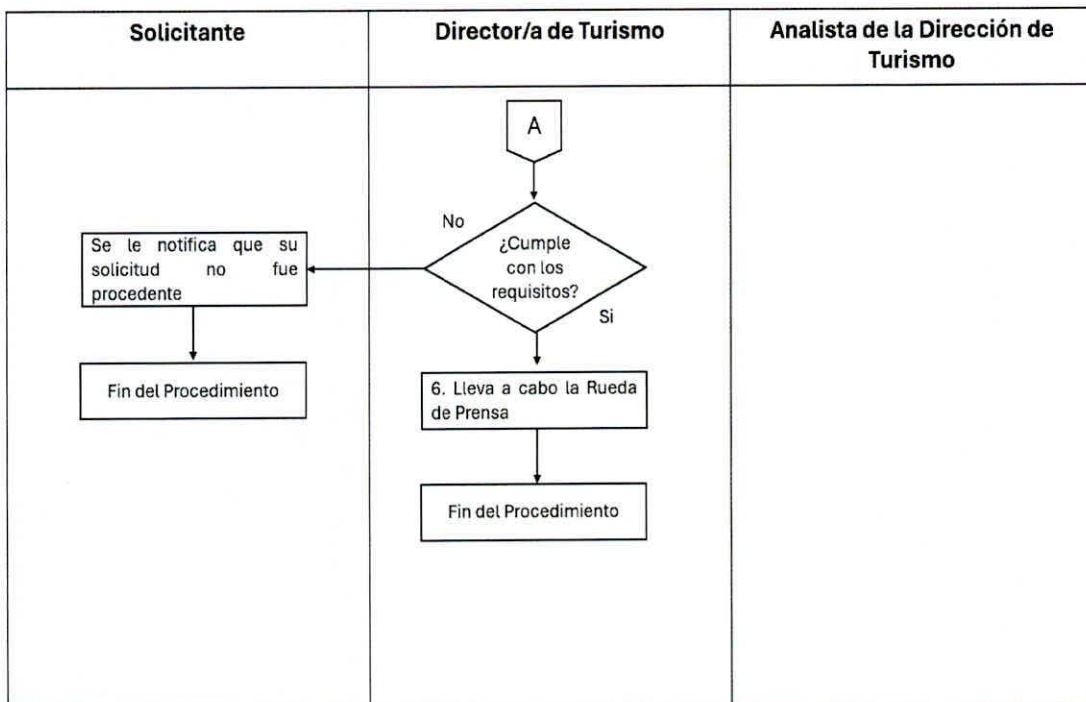 Solicitante
Director/a de Turismo
Analista de la Dirección de
Turismo
A
No
¿Cumple
con los
requisitos?
Si
Se le notifica que su
solicitud no fue
procedente
Fin del Procedimiento
6. Lleva a cabo la Rueda
de Prensa
Fin del Procedimiento